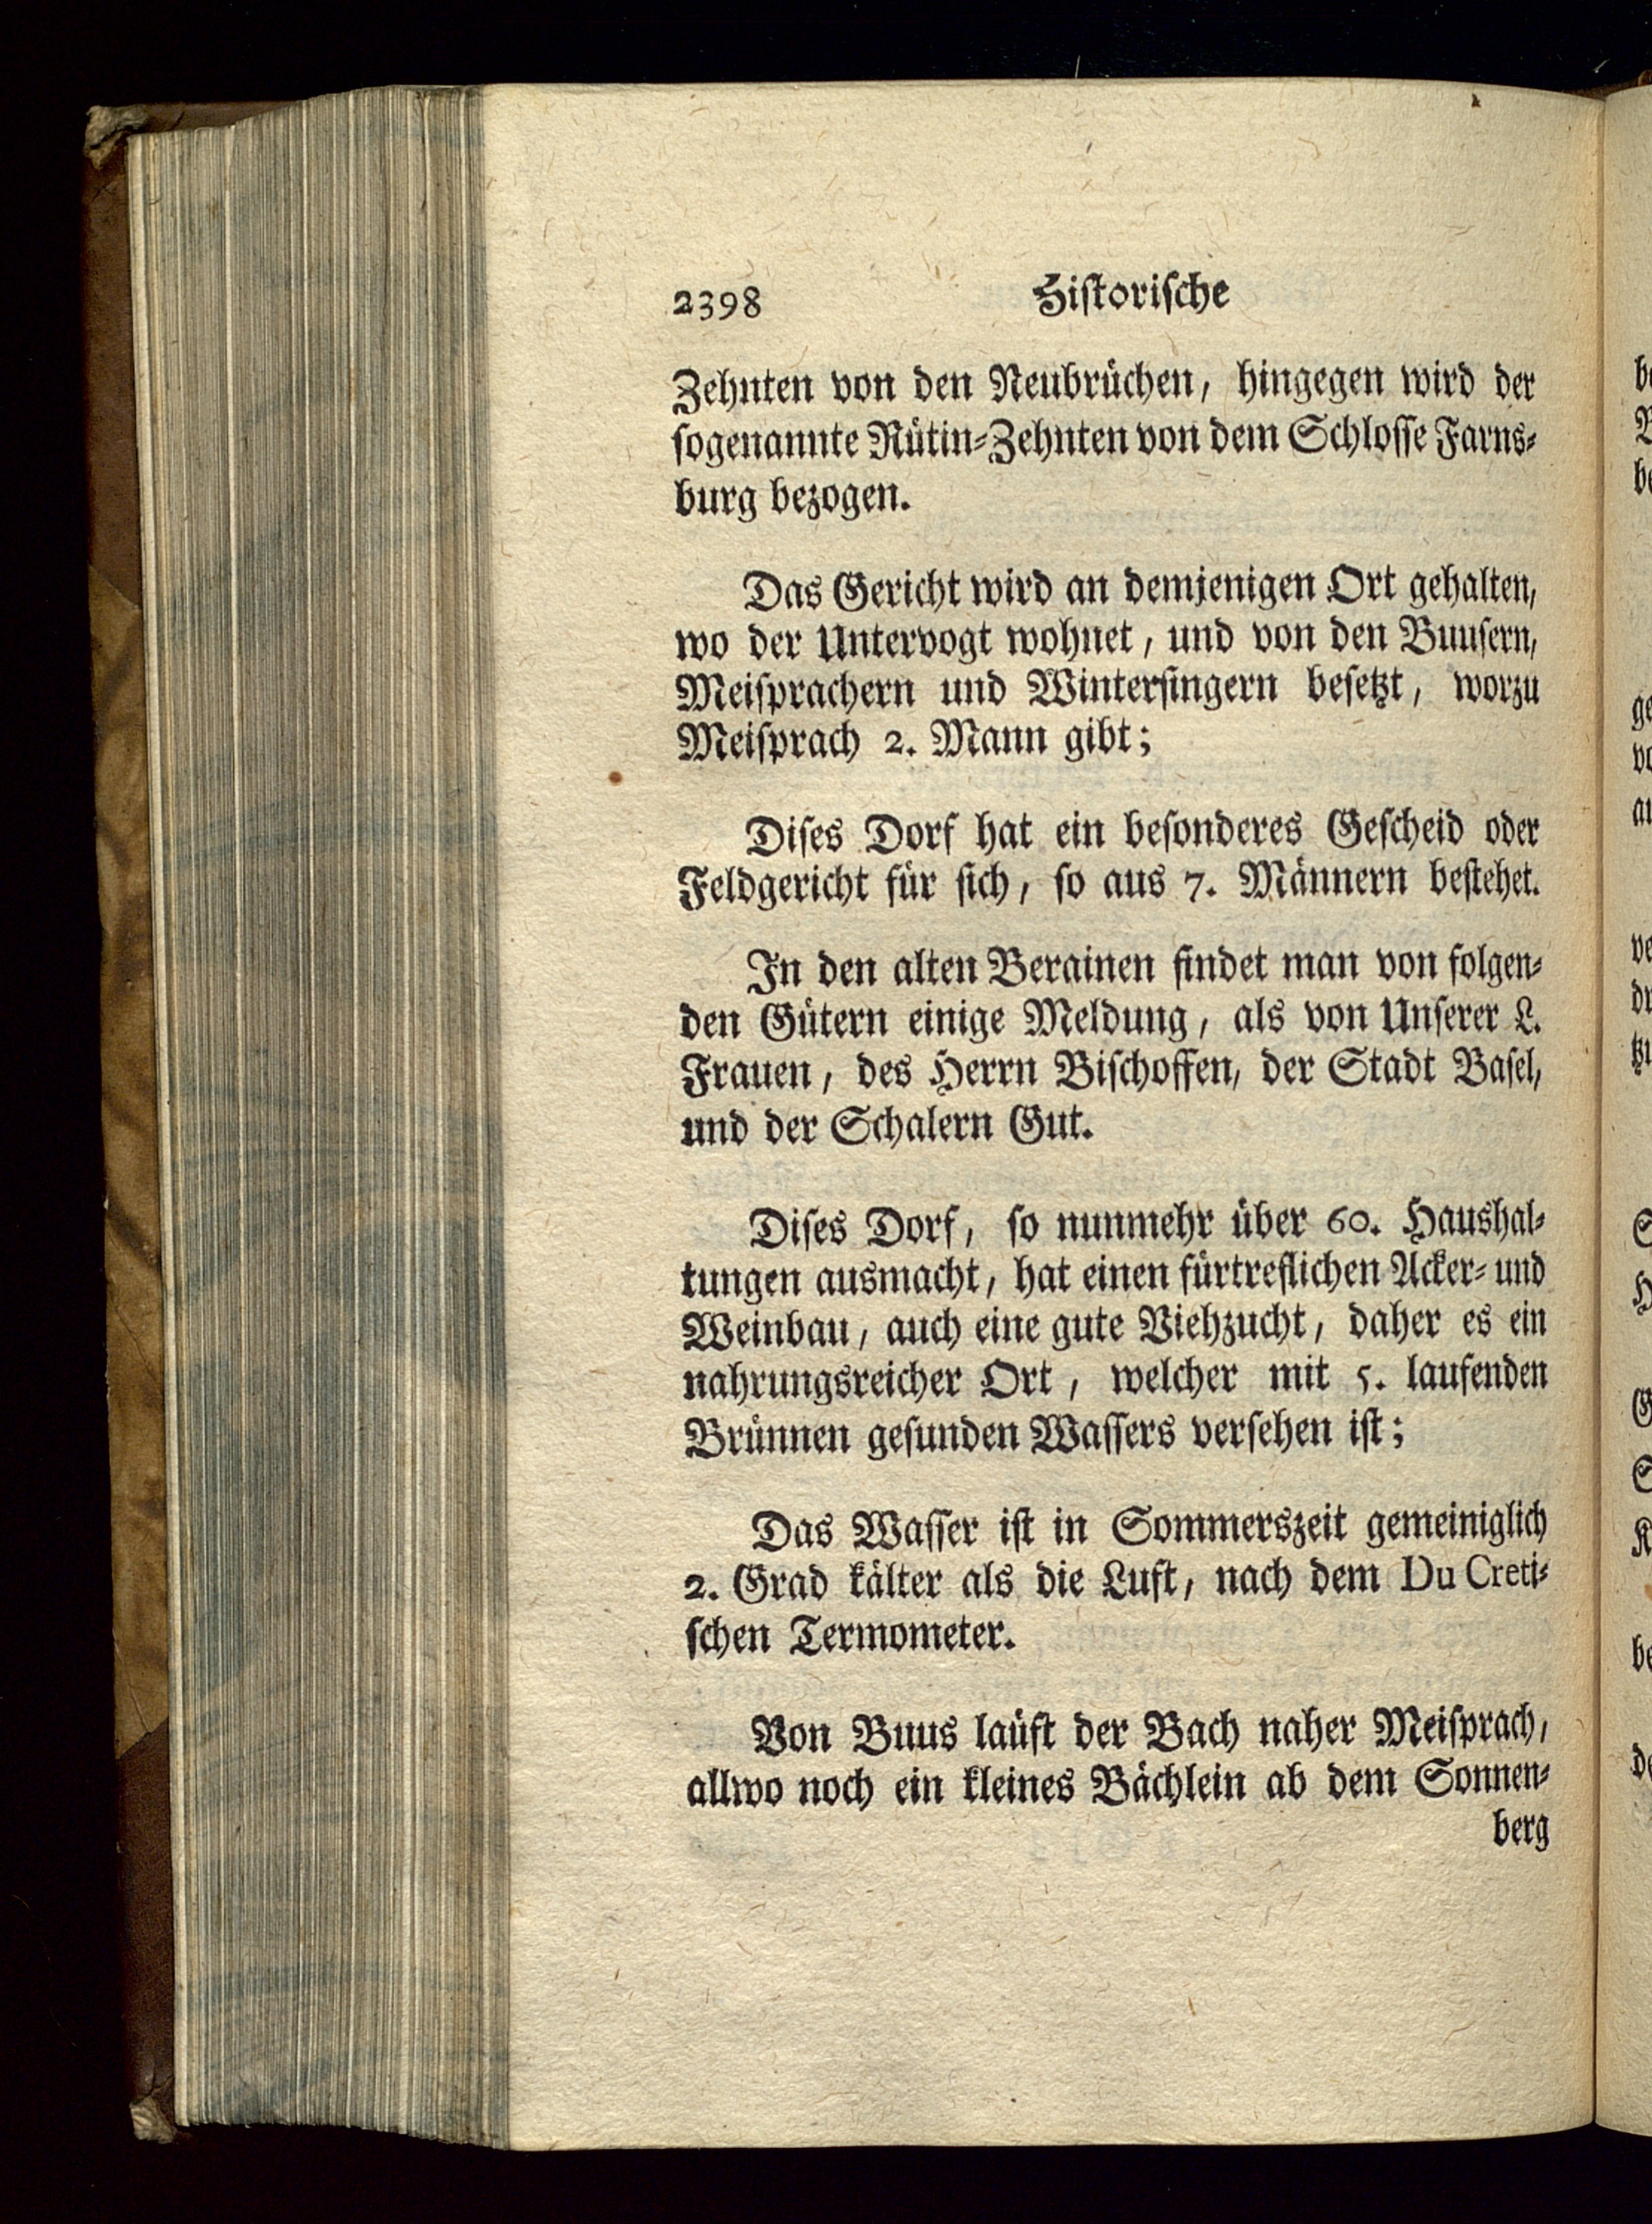 2398 Historische
Zehnten von den Neubrüchen, hingegen wird der
sogenannte Rütin-Zehnten von dem Schlosse Farns-
burg bezogen.
Das Gericht wird an demjenigen Ort gehalten,
wo der Untervogt wohnet, und von den Buusern,
Meisprachern und Wintersingern besetzt, worzu
Meisprach 2. Mann gibt;
Dises Dorf hat ein besonderes Gescheid oder
Feldgericht für sich, so aus 7. Männern bestehet.
In den alten Berainen findet man von folgen-
den Gütern einige Meldung, als von Unserer L.
Frauen, des Herrn Bischoffen, der Stadt Basel,
und der Schalern Gut.
Dises Dorf, so nunmehr über 60. Haushal-
tungen ausmacht, hat einen fürtreflichen Acker- und
Weinbau, auch eine gute Viehzucht, daher es ein
nahrungsreicher Ort, welcher mit 5. laufenden
Brünnen gesunden Wassers versehen ist;
Das Wasser ist in Sommerszeit gemeiniglich
2. Grad kälter als die Luft, nach dem Du Creti-
schen Termometer.
Von Buus laüft der Bach naher Meisprach,
allwo noch ein kleines Bächlein ab dem Sonnen-
berg